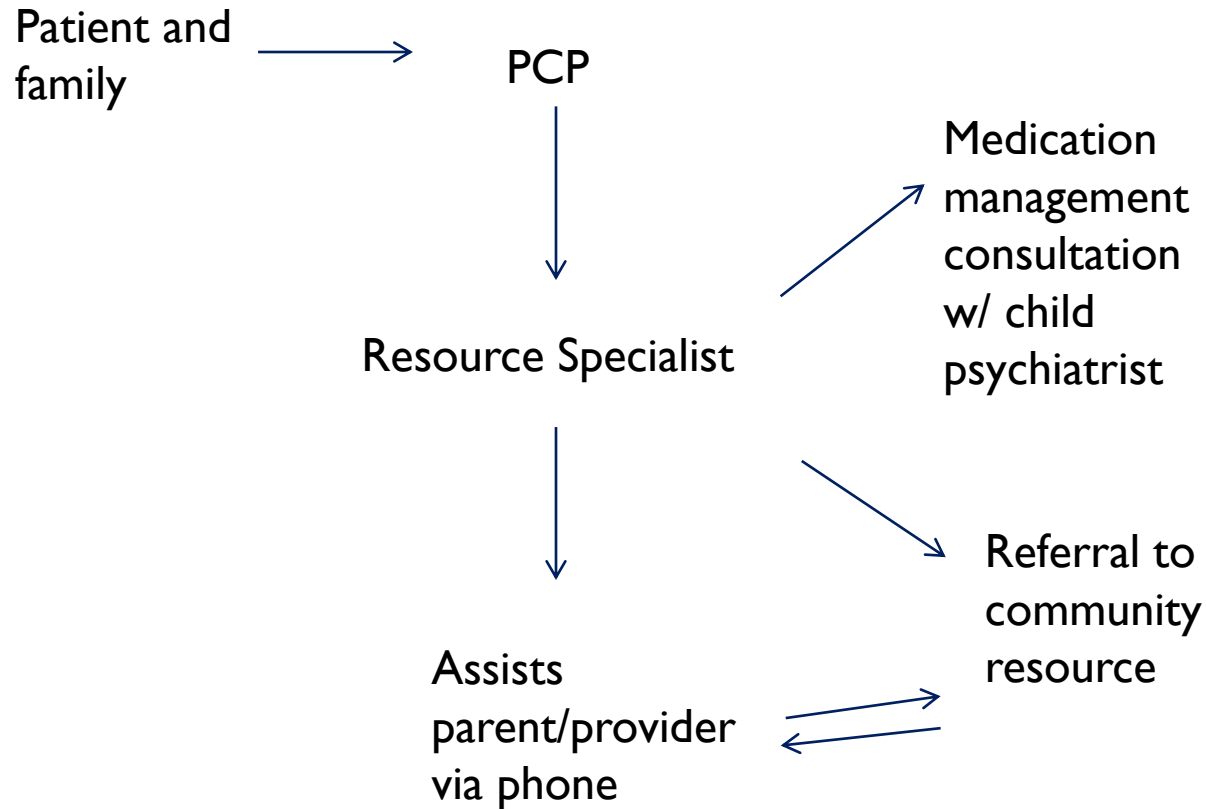 Patient and
family
PCP
Medication
management
consultation
w/ child
psychiatrist
Resource Specialist
Referral to
community
resource
Assists
parent/provider
via phone